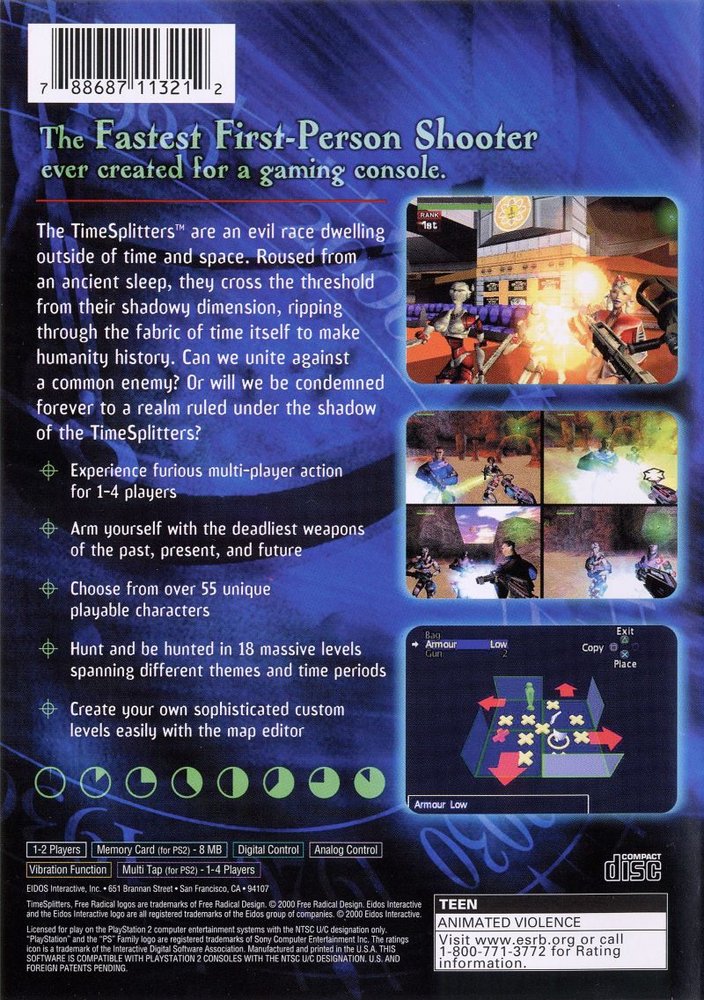 7 88687 11321 2
The Fastest First-Person Shooter
ever created for a gaming console.
The TimeSplitters™ are an evil race dwelling
outside of time and space. Roused from
an ancient sleep, they cross the threshold
from their shadowy dimension, ripping
through the fabric of time itself to make
humanity history. Can we unite against
a common enemy? Or will we be condemned
forever to a realm ruled under the shadow
of the TimeSplitters?
Experience furious multi-player action
for 1-4 players
Arm yourself with the deadliest weapons
of the past, present, and future
Choose from over 55 unique
playable characters
Hunt and be hunted in 18 massive levels
spanning different themes and time periods
Create your own sophisticated custom
levels easily with the map editor
RANK
1st
Bag
Armour Low
Gun 2
Exit
Copy
Place
Armour Low
1-2 Players
Memory Card (for PS2) - 8 MB
Digital Control
Analog Control
Vibration Function
Multi Tap (for PS2) - 1-4 Players
EIDOS Interactive, Inc. • 651 Brannan Street • San Francisco, CA • 94107
TimeSplitters, Free Radical logos are trademarks of Free Radical Design. © 2000 Free Radical Design. Eidos Interactive
and the Eidos Interactive logo are all registered trademarks of the Eidos group of companies. © 2000 Eidos Interactive.
Licensed for play on the PlayStation 2 computer entertainment systems with the NTSC U/C designation only.
"PlayStation" and the "PS" Family logo are registered trademarks of Sony Computer Entertainment Inc. The ratings
icon is a trademark of the Interactive Digital Software Association. Manufactured and printed in the U.S.A. THIS
SOFTWARE IS COMPATIBLE WITH PLAYSTATION 2 CONSOLES WITH THE NTSC U/C DESIGNATION. U.S. AND
FOREIGN PATENTS PENDING.
COMPACT
disc
TEEN
ANIMATED VIOLENCE
Visit www.esrb.org or call
1-800-771-3772 for Rating
information.